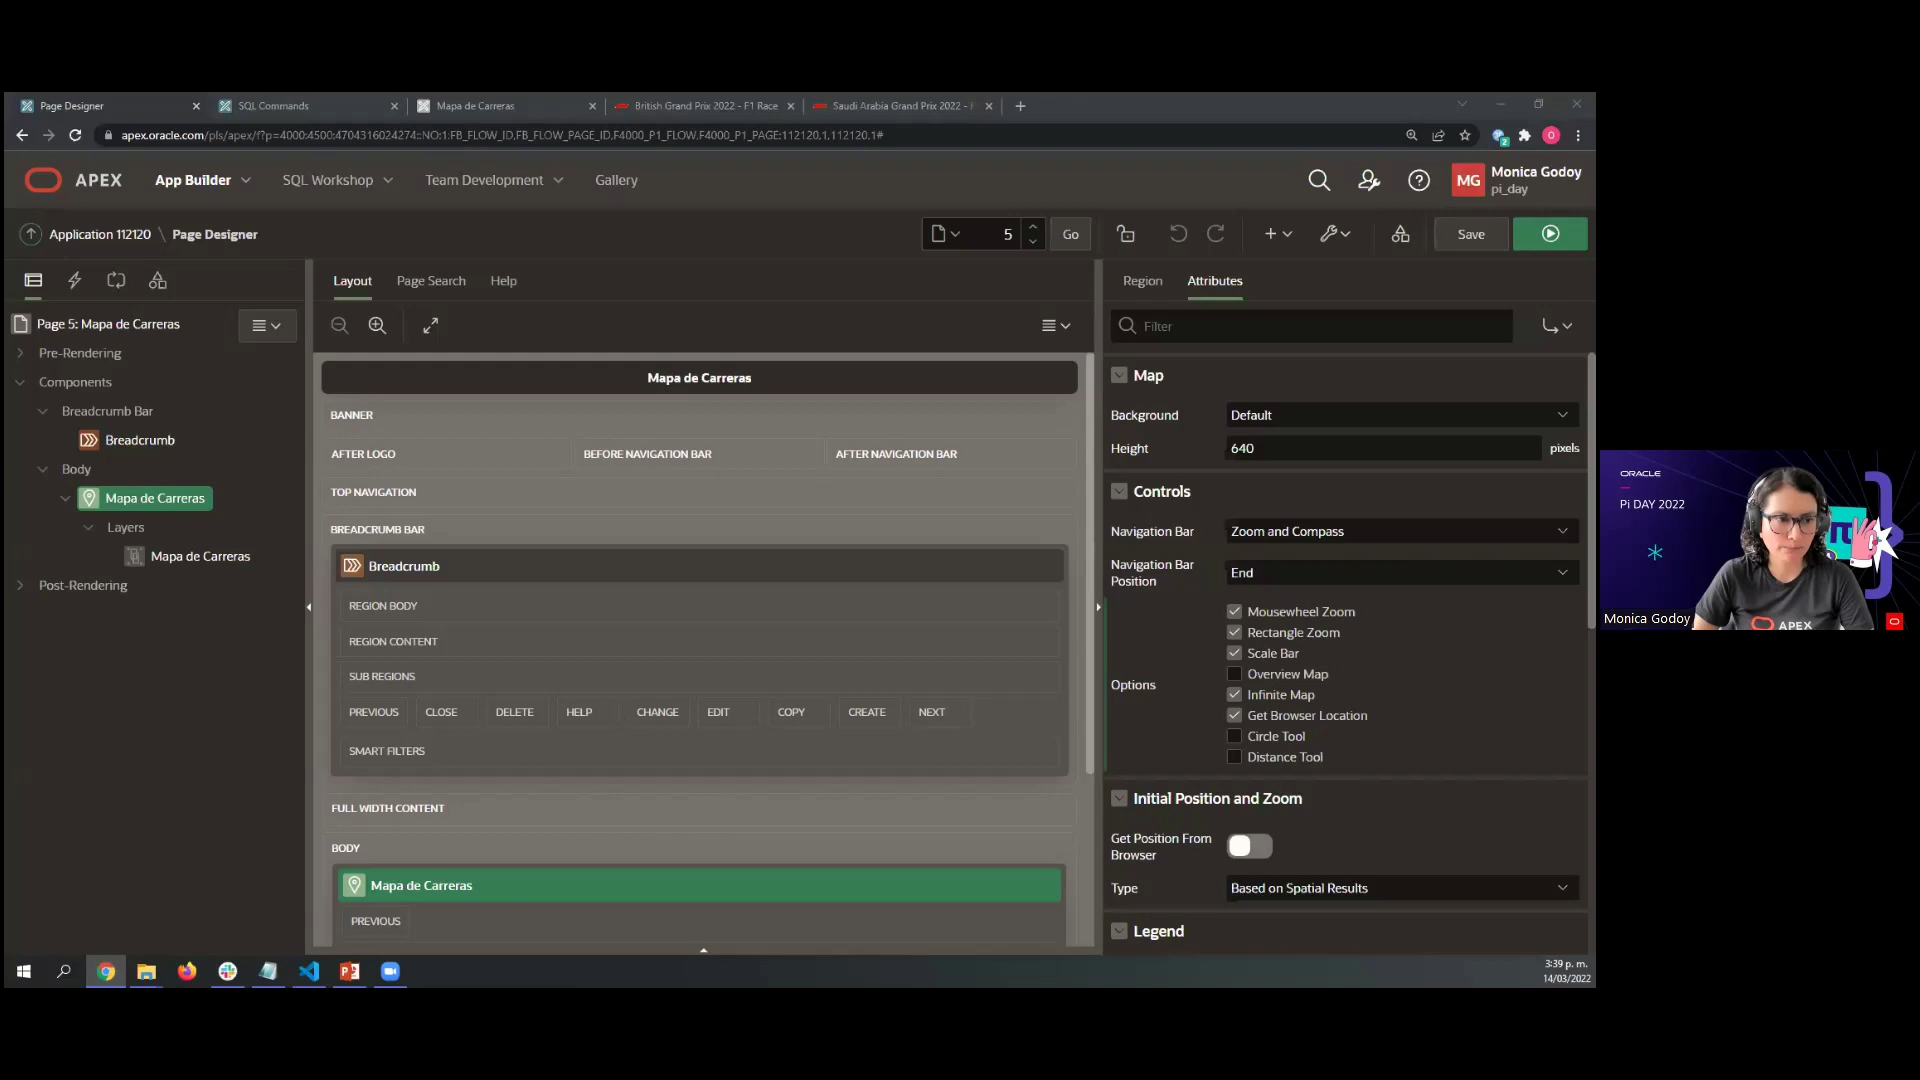 Page Designer
SQL Commands
Mapa de Carreras
British Grand Prix 2022 - F1 Race
Saudi Arabia Grand Prix 2022 -
apex.oracle.com/pls/apex/f?p=4000:4500:4704316024274::NO:1:FB_FLOW_ID,FB_FLOW_PAGE_ID,F4000_P1_FLOW,F4000_P1_PAGE:112120,1,112120,1#
2
O
APEX
App Builder
SQL Workshop
Team Development
Gallery
MG
Monica Godoy
pi_day
Application 112120 \ Page Designer
5
Go
Save
Layout
Page Search
Help
Region
Attributes
Page 5: Mapa de Carreras
Pre-Rendering
Components
Breadcrumb Bar
Breadcrumb
Body
Mapa de Carreras
Layers
Mapa de Carreras
Post-Rendering
Mapa de Carreras
BANNER
AFTER LOGO
BEFORE NAVIGATION BAR
AFTER NAVIGATION BAR
TOP NAVIGATION
BREADCRUMB BAR
Breadcrumb
REGION BODY
REGION CONTENT
SUB REGIONS
PREVIOUS
CLOSE
DELETE
HELP
CHANGE
EDIT
COPY
CREATE
NEXT
SMART FILTERS
FULL WIDTH CONTENT
BODY
Mapa de Carreras
PREVIOUS
Filter
Map
Background
Default
Height
640
pixels
Controls
Navigation Bar
Zoom and Compass
Navigation Bar
Position
End
Options
Mousewheel Zoom
Rectangle Zoom
Scale Bar
Overview Map
Infinite Map
Get Browser Location
Circle Tool
Distance Tool
Initial Position and Zoom
Get Position From
Browser
Type
Based on Spatial Results
Legend
3:39 p. m.
14/03/2022
ORACLE
Pi DAY 2022
APEX
Monica Godoy